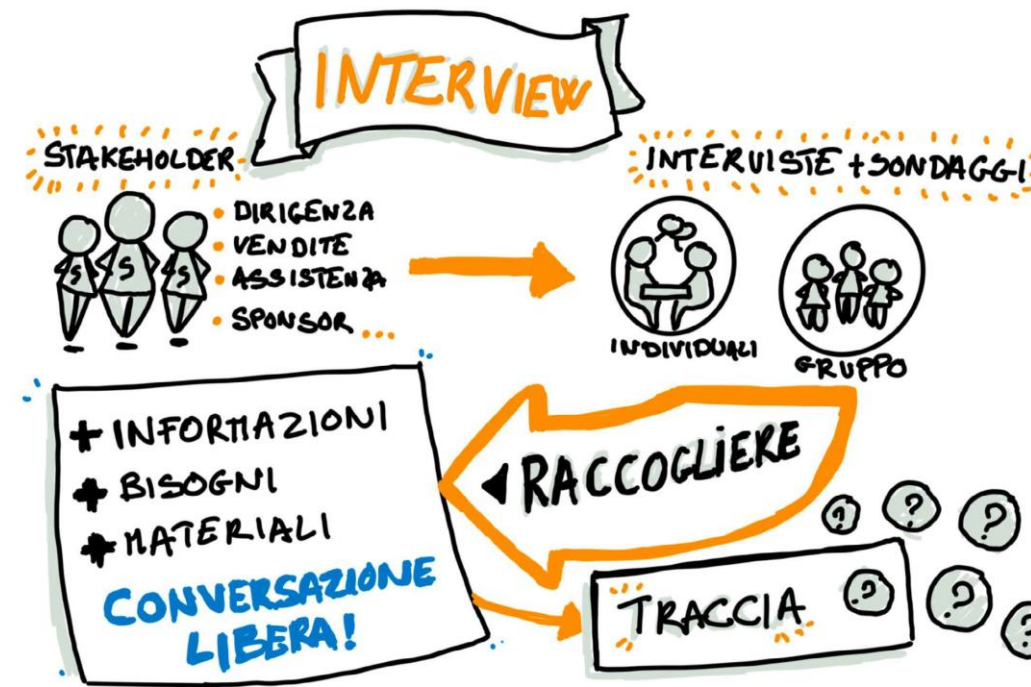 INTERVIEW
STAKEHOLDER
DIRIGENZA
VENDITE
ASSISTENZA
SPONSOR ...
S S S
INTERVISTE + SONDAGGI
INDIVIDUALI
GRUPPO
RACCOGLIERE
+ INFORMAZIONI
+ BISOGNI
+ MATERIALI
CONVERSAZIONE
LIBERA!
TRACCIA
? ? ? ? ? ? ?